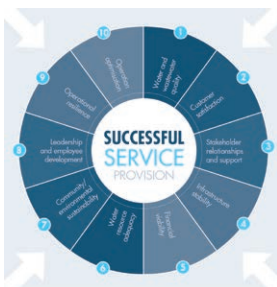 SUCCESSFUL
SERVICE
PROVISION
1
Water and
wastewater
quality
2
Customer
satisfaction
3
Stakeholder
relationships
and support
4
Infrastructure
stability
5
Financial
viability
6
Water
resource
adequacy
7
Community/
environmental
sustainability
8
Leadership
and employee
development
9
Operational
resilience
10
Operation
optimisation